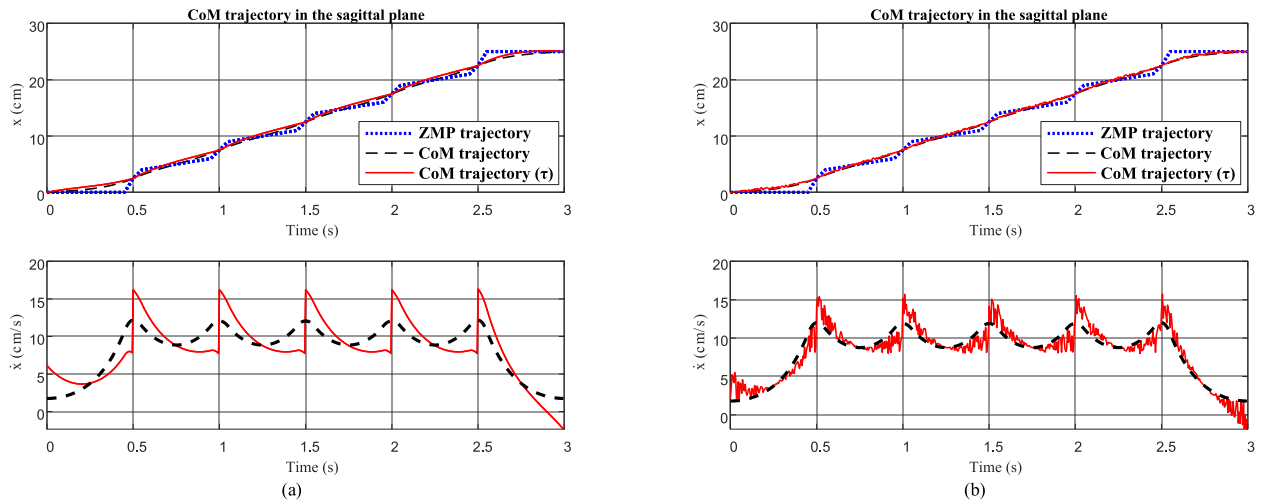 CoM trajectory in the sagittal plane
30
20
10
0
x (cm)
ZMP trajectory
CoM trajectory
CoM trajectory (τ)
0 0.5 1 1.5 2 2.5 3
Time (s)
20
15
10
5
0
ẋ (cm/s)
0 0.5 1 1.5 2 2.5 3
Time (s)
(a)
CoM trajectory in the sagittal plane
30
20
10
0
x (cm)
ZMP trajectory
CoM trajectory
CoM trajectory (τ)
0 0.5 1 1.5 2 2.5 3
Time (s)
20
15
10
5
0
ẋ (cm/s)
0 0.5 1 1.5 2 2.5 3
Time (s)
(b)